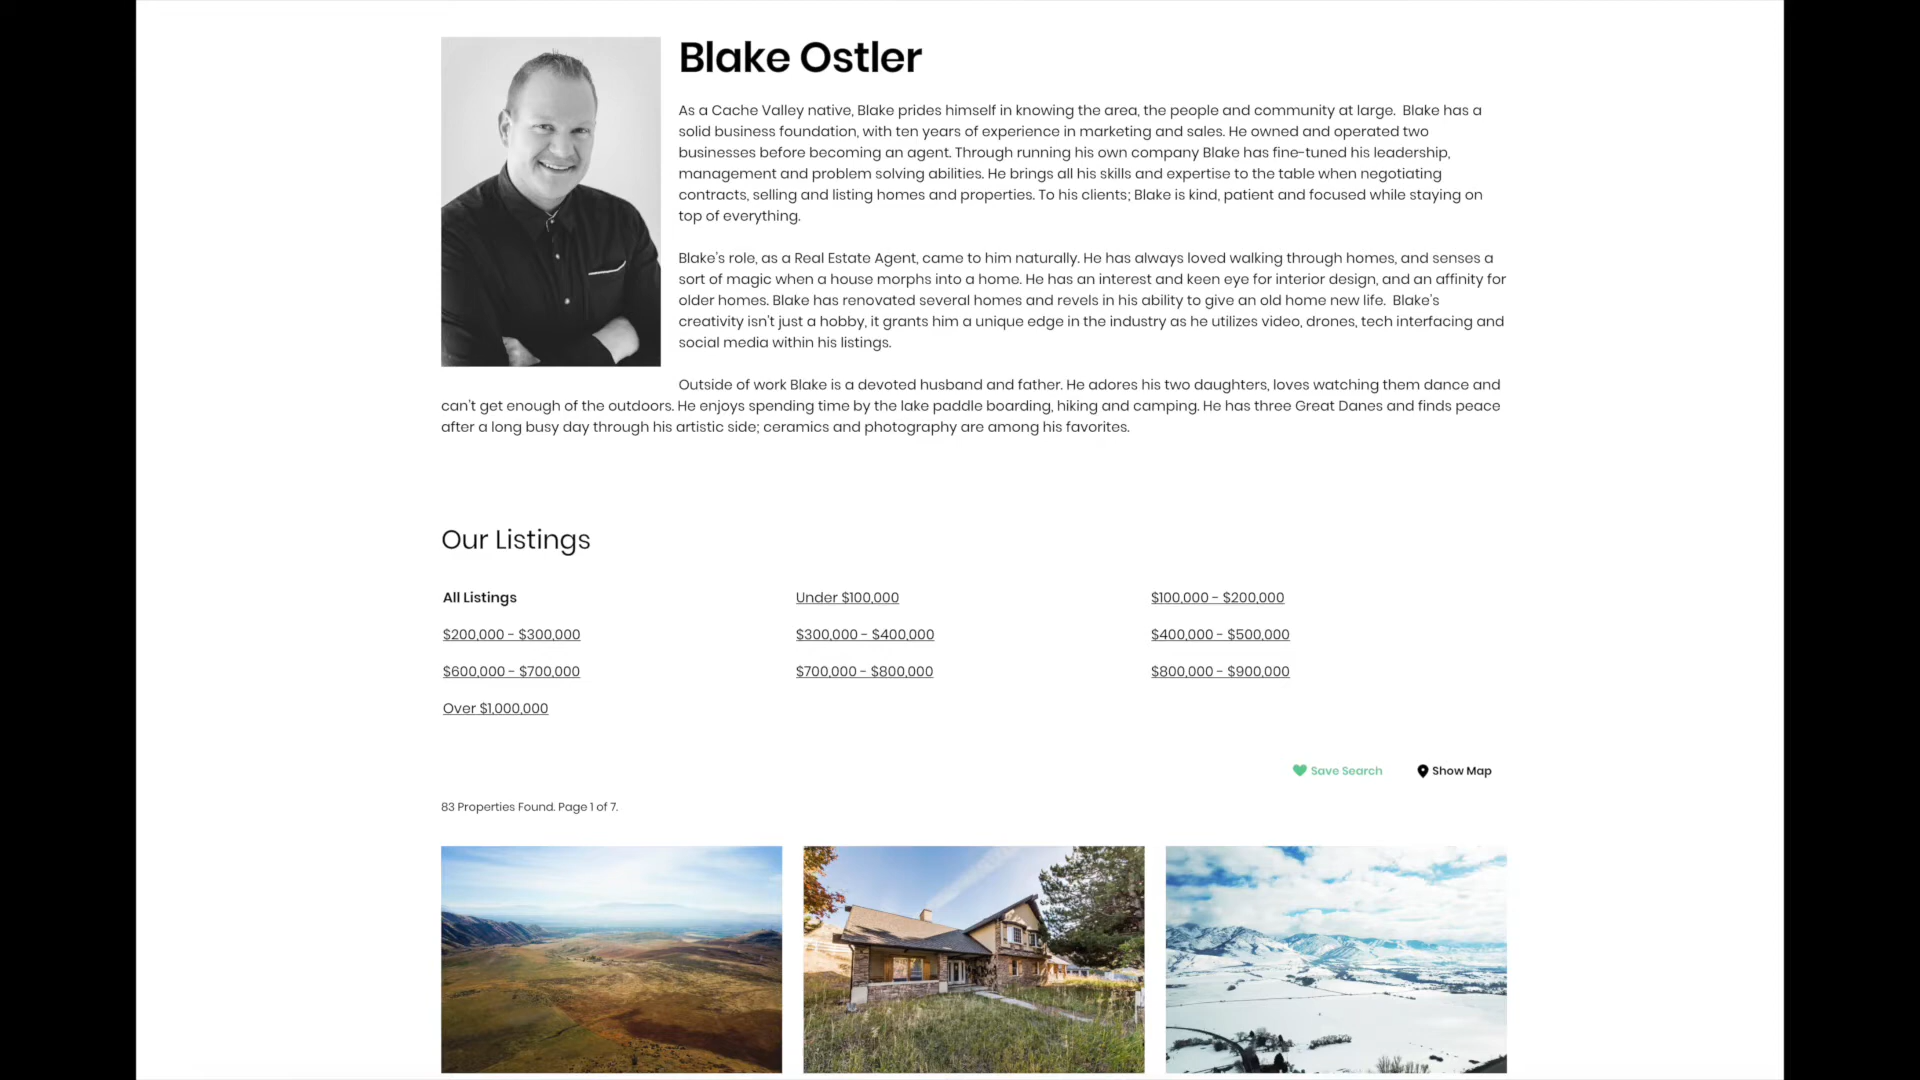 Blake Ostler
As a Cache Valley native, Blake prides himself in knowing the area, the people and community at large.  Blake has a
solid business foundation, with ten years of experience in marketing and sales. He owned and operated two
businesses before becoming an agent. Through running his own company Blake has fine-tuned his leadership,
management and problem solving abilities. He brings all his skills and expertise to the table when negotiating
contracts, selling and listing homes and properties. To his clients; Blake is kind, patient and focused while staying on
top of everything.
Blake's role, as a Real Estate Agent, came to him naturally. He has always loved walking through homes, and senses a
sort of magic when a house morphs into a home. He has an interest and keen eye for interior design, and an affinity for
older homes. Blake has renovated several homes and revels in his ability to give an old home new life.  Blake's
creativity isn't just a hobby, it grants him a unique edge in the industry as he utilizes video, drones, tech interfacing and
social media within his listings.
Outside of work Blake is a devoted husband and father. He adores his two daughters, loves watching them dance and
can't get enough of the outdoors. He enjoys spending time by the lake paddle boarding, hiking and camping. He has three Great Danes and finds peace
after a long busy day through his artistic side; ceramics and photography are among his favorites.
Our Listings
All Listings
Under $100,000
$100,000 - $200,000
$200,000 - $300,000
$300,000 - $400,000
$400,000 - $500,000
$600,000 - $700,000
$700,000 - $800,000
$800,000 - $900,000
Over $1,000,000
Save Search
Show Map
83 Properties Found. Page 1 of 7.